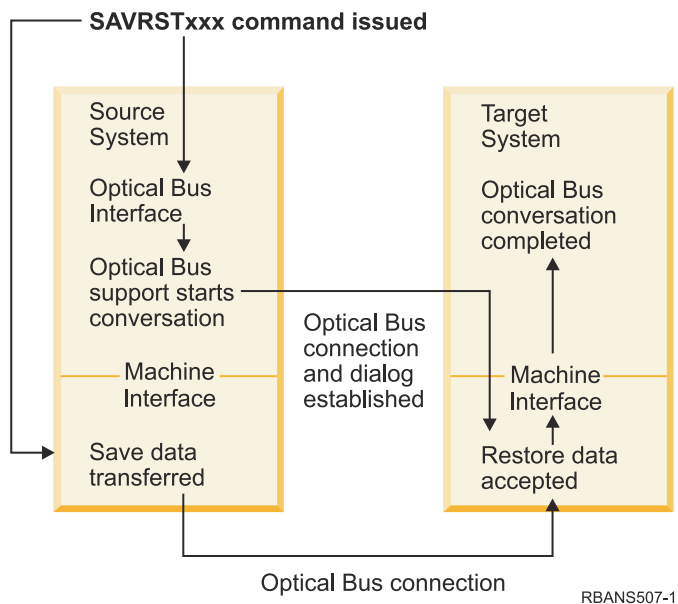 SAVRSTxxx command issued
Source
System
Optical Bus
Interface
Optical Bus
support starts
conversation
Machine
Interface
Save data
transferred
Optical Bus
connection
and dialog
established
Target
System
Optical Bus
conversation
completed
Machine
Interface
Restore data
accepted
Optical Bus connection
RBANS507-1